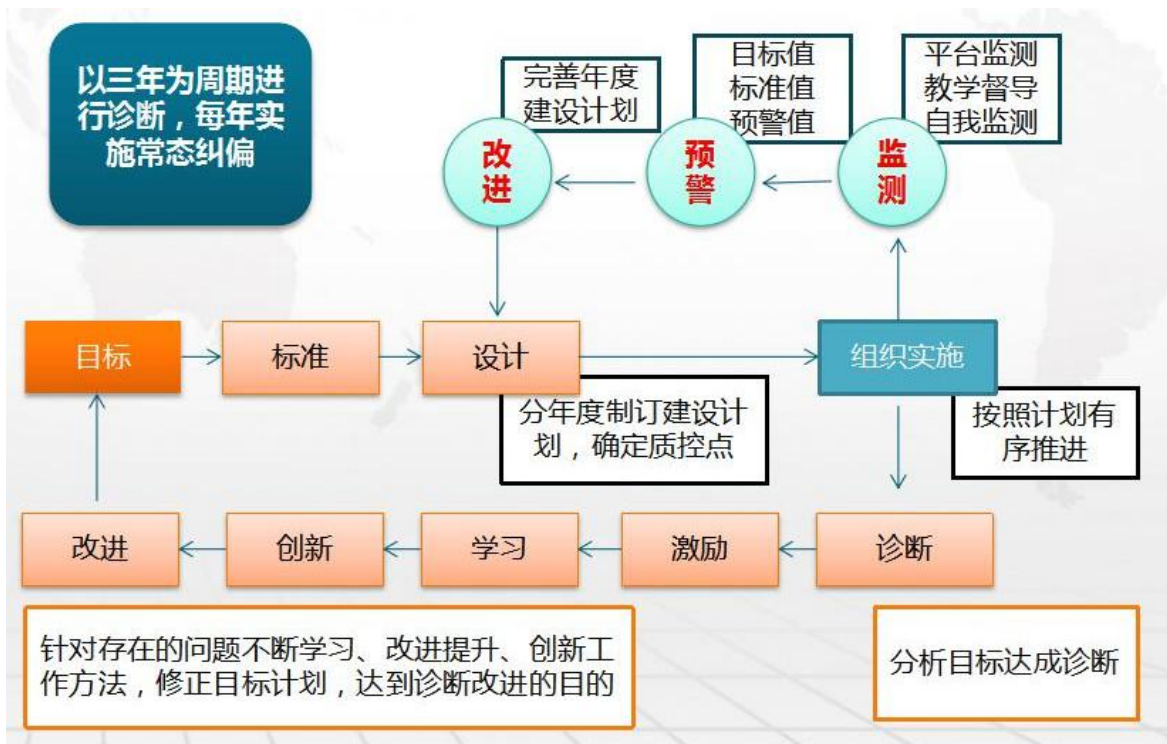 以三年为周期进
行诊断，每年实
施常态纠偏
完善年度
建设计划
目标值
标准值
预警值
平台监测
教学督导
自我监测
改
进
预
警
监
测
目标
标准
设计
组织实施
分年度制订建设计
划，确定质控点
按照计划有
序推进
改进
创新
学习
激励
诊断
针对存在的问题不断学习、改进提升、创新工
作方法，修正目标计划，达到诊断改进的目的
分析目标达成诊断